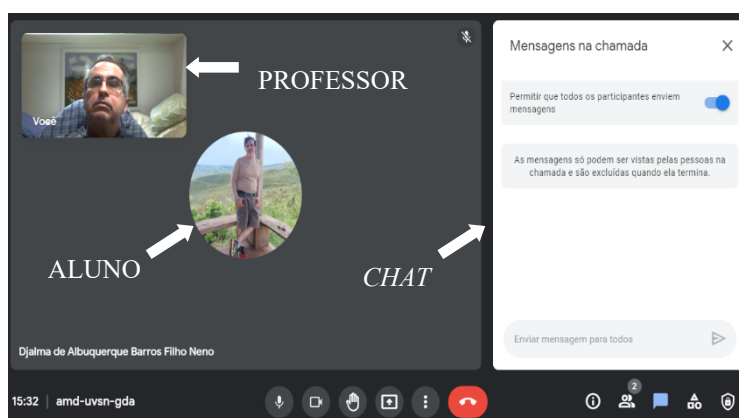 Você
PROFESSOR
ALUNO
CHAT
Djalma de Albuquerque Barros Filho Neno
15:32 | amd-uvsn-gda
Mensagens na chamada
Permitir que todos os participantes enviem
mensagens
As mensagens só podem ser vistas pelas pessoas na
chamada e são excluídas quando ela termina.
Enviar mensagem para todos
2